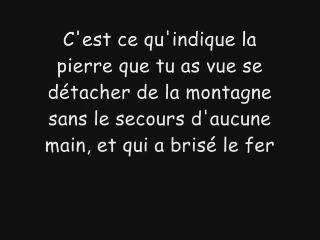 C'est ce qu'indique la
pierre que tu as vue se
détacher de la montagne
sans le secours d'aucune
main, et qui a brisé le fer